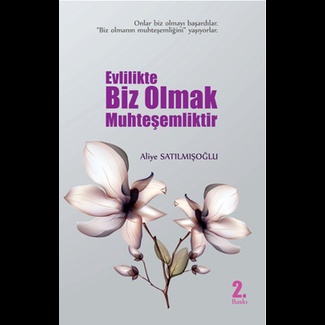 Onlar biz olmayı başardılar.
"Biz olmanın muhteşemliğini" yaşıyorlar.
Evlilikte
Biz Olmak
Muhteşemliktir
Aliye SATILMIŞOĞLU
2.
Baskı